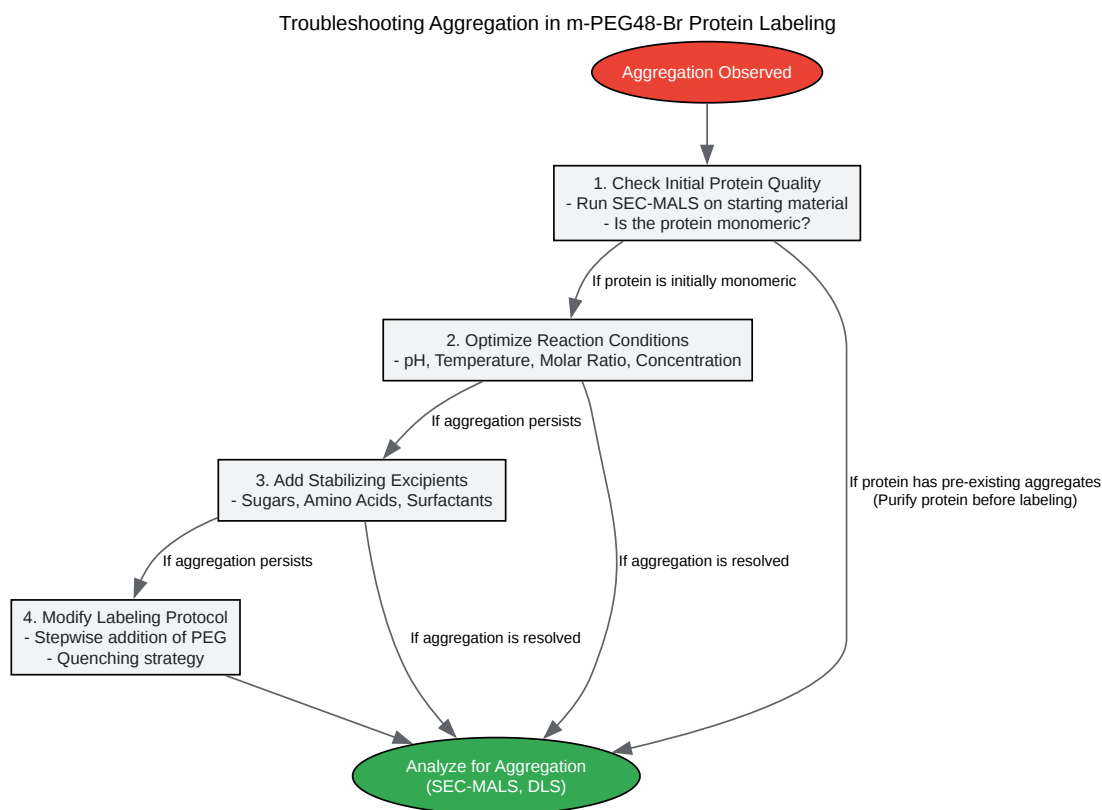 Troubleshooting Aggregation in m-PEG48-Br Protein Labeling
Aggregation Observed
1. Check Initial Protein Quality
- Run SEC-MALS on starting material
- Is the protein monomeric?
If protein is initially monomeric
2. Optimize Reaction Conditions
- pH, Temperature, Molar Ratio, Concentration
If aggregation persists
3. Add Stabilizing Excipients
- Sugars, Amino Acids, Surfactants
If protein has pre-existing aggregates
(Purify protein before labeling)
If aggregation persists
If aggregation is resolved
4. Modify Labeling Protocol
- Stepwise addition of PEG
- Quenching strategy
If aggregation is resolved
Analyze for Aggregation
(SEC-MALS, DLS)